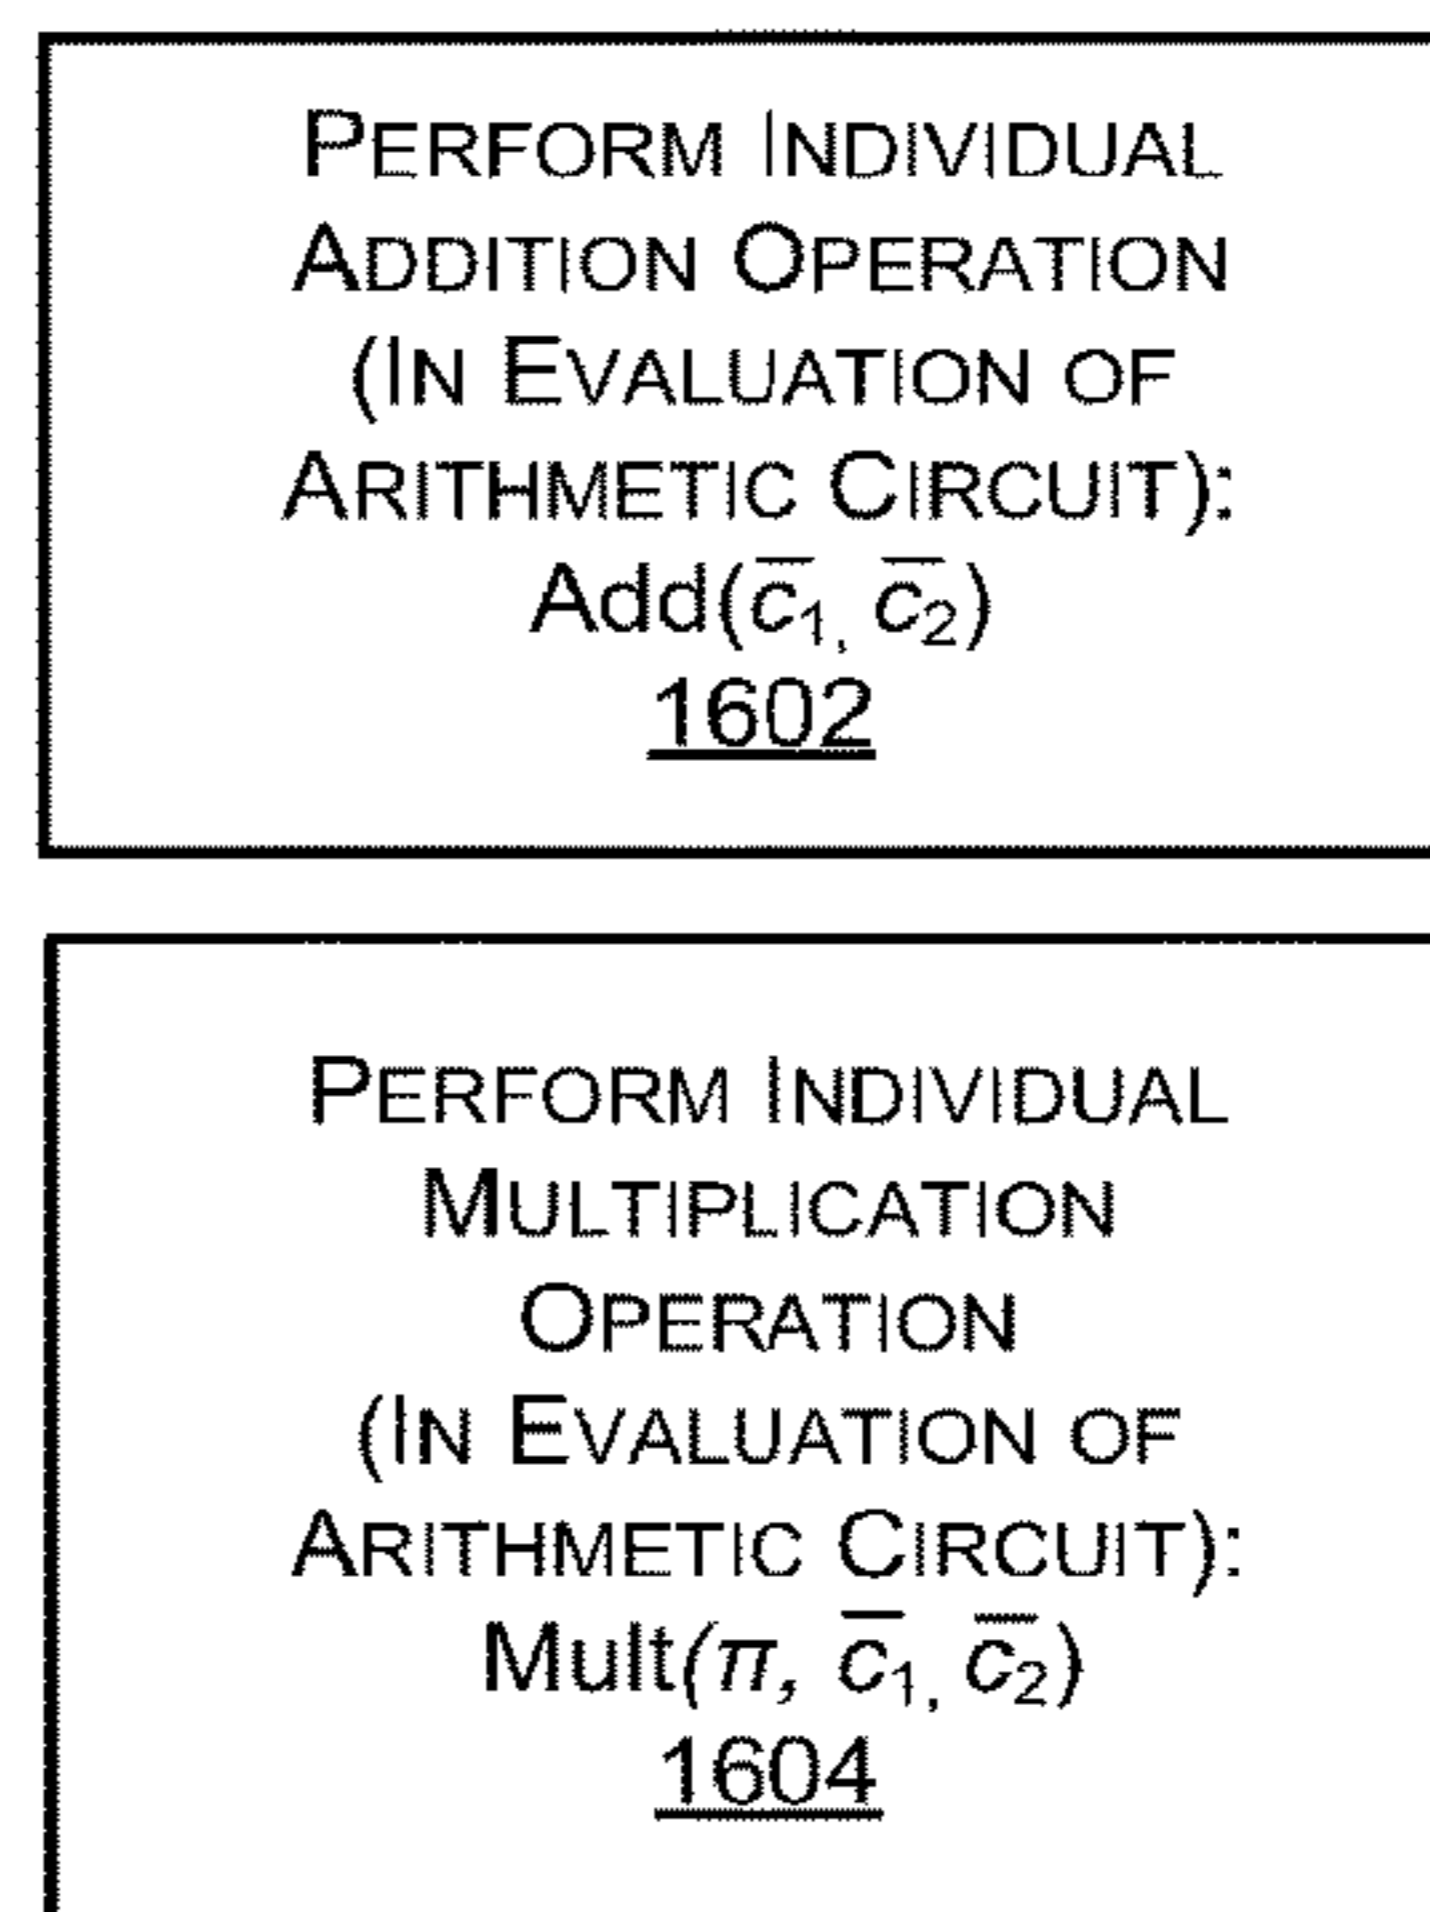 PERFORM INDIVIDUAL
ADDITION OPERATION
(IN EVALUATION OF
ARITHMETIC CIRCUIT):
Add(c̅₁, c̅₂)
1602
PERFORM INDIVIDUAL
MULTIPLICATION
OPERATION
(IN EVALUATION OF
ARITHMETIC CIRCUIT):
Mult(π, c̅₁, c̅₂)
1604